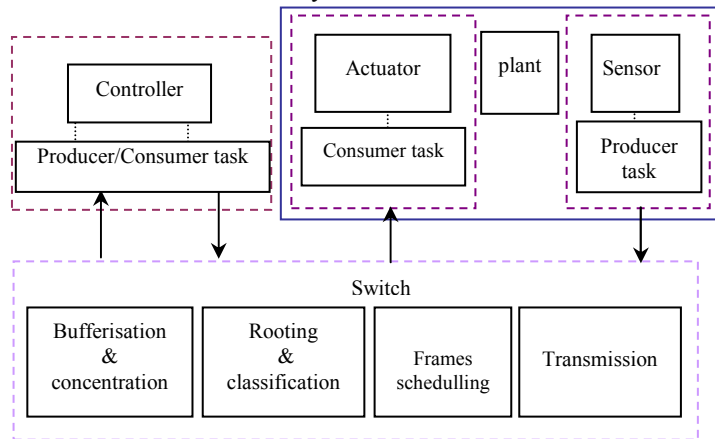 Controller
Producer/Consumer task
Actuator
Consumer task
plant
Sensor
Producer
task
Switch
Bufferisation
&
concentration
Rooting
&
classification
Frames
schedulling
Transmission